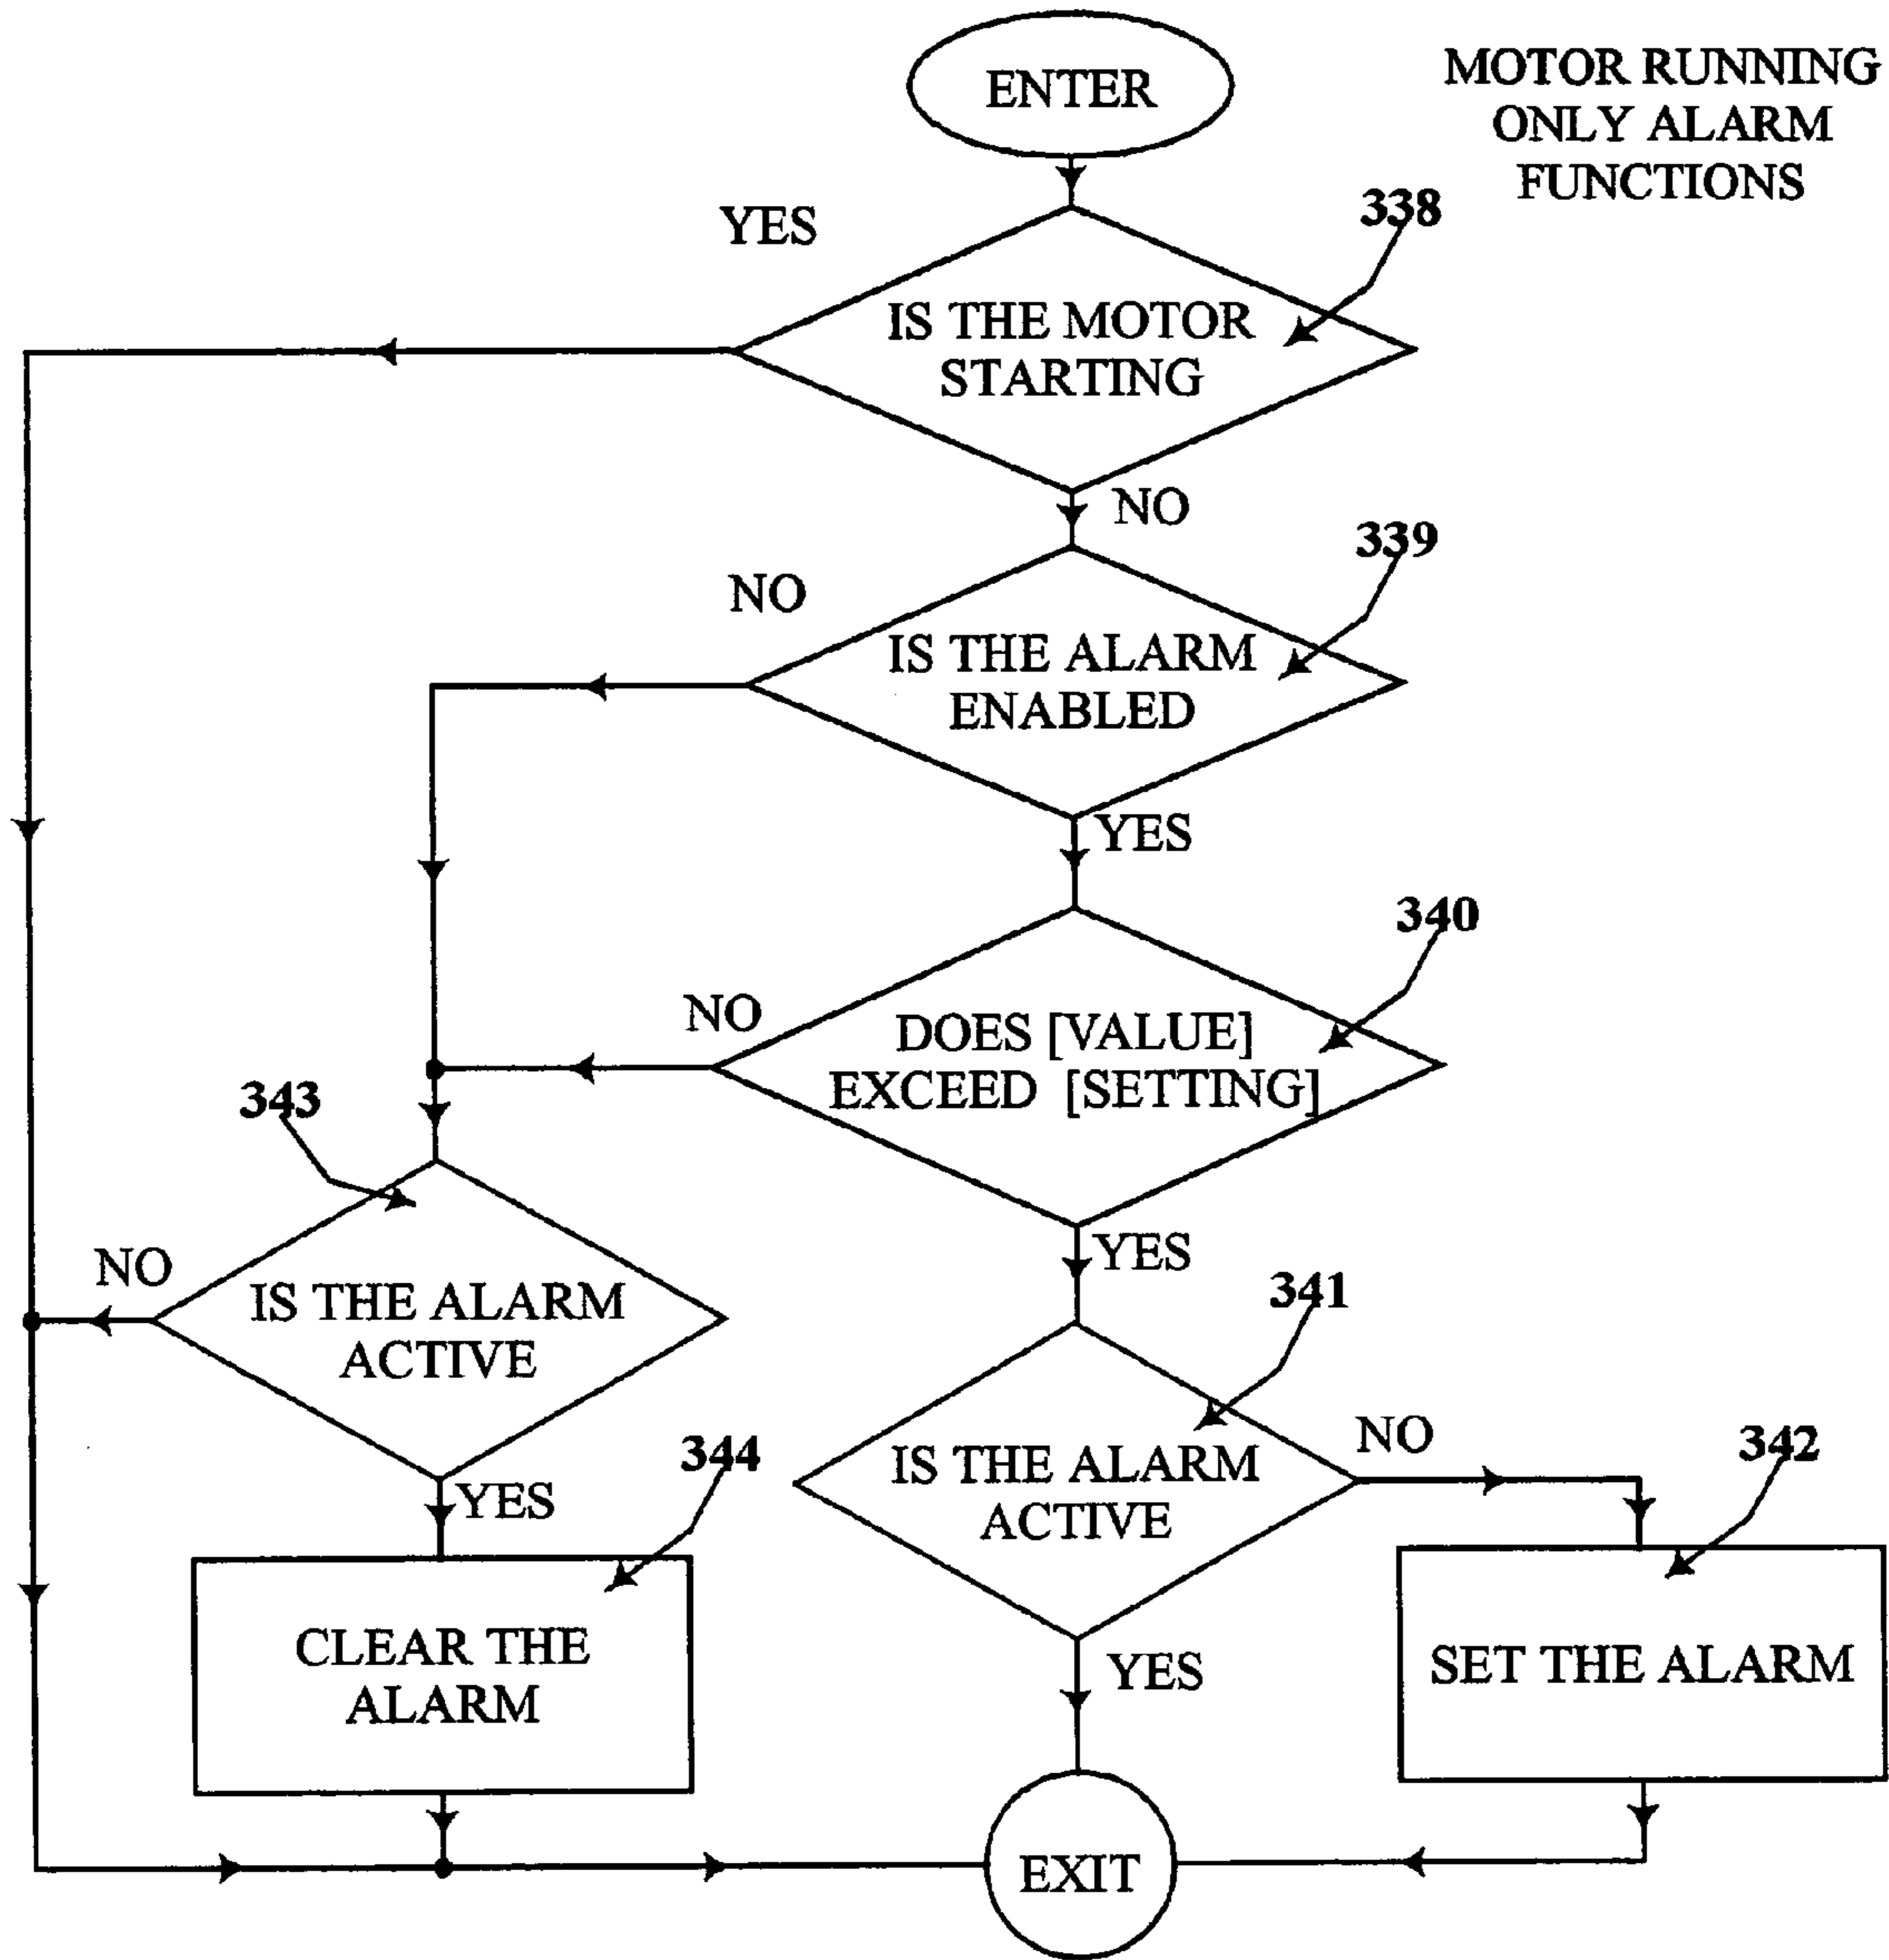 ENTER
MOTOR RUNNING
ONLY ALARM
FUNCTIONS
338
YES
IS THE MOTOR
STARTING
NO
339
NO
IS THE ALARM
ENABLED
YES
340
NO
DOES [VALUE]
EXCEED [SETTING]
343
YES
NO
IS THE ALARM
ACTIVE
341
344
YES
IS THE ALARM
ACTIVE
NO
342
CLEAR THE
ALARM
YES
SET THE ALARM
EXIT